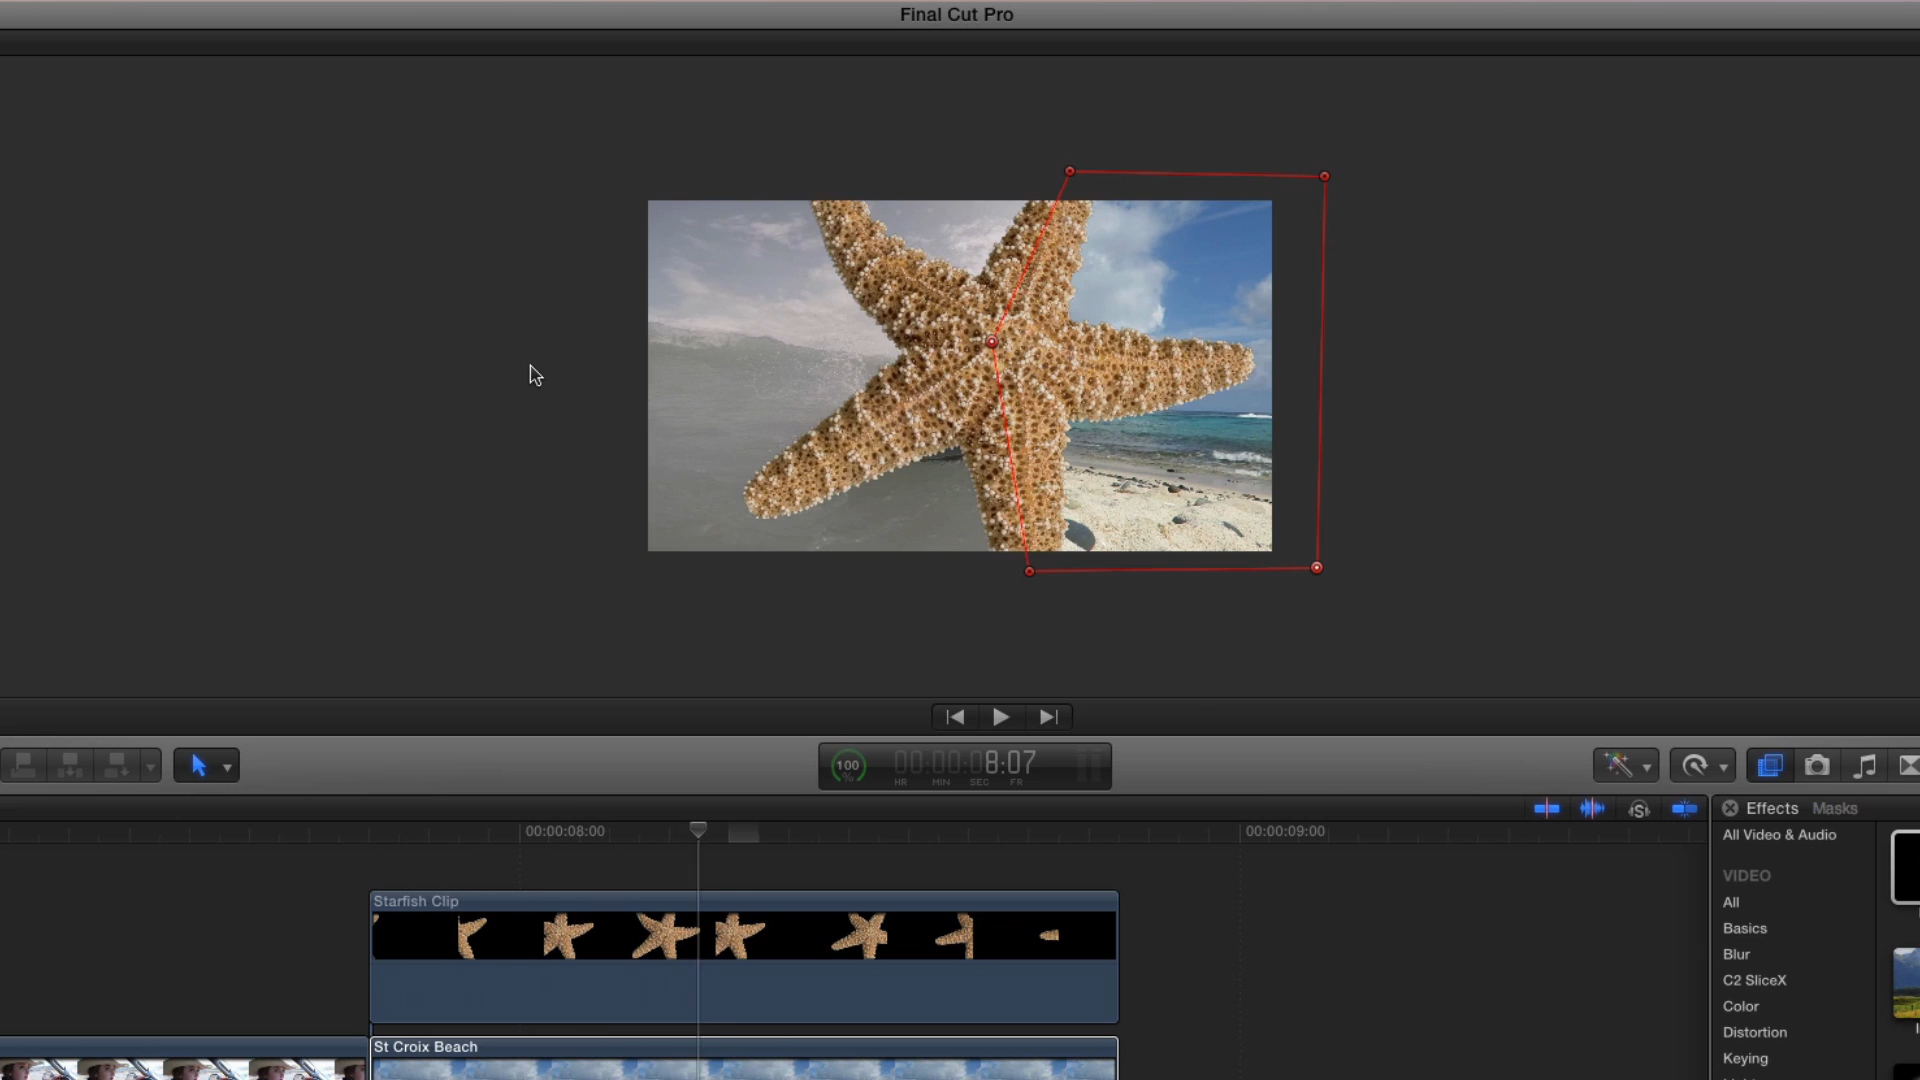 Final Cut Pro
100
%
00:00:08:07
HR MIN SEC FR
Effects Masks
00:00:08:00
00:00:09:00
All Video & Audio
VIDEO
All
Basics
Blur
C2 SliceX
Color
Distortion
Keying
Starfish Clip
St Croix Beach